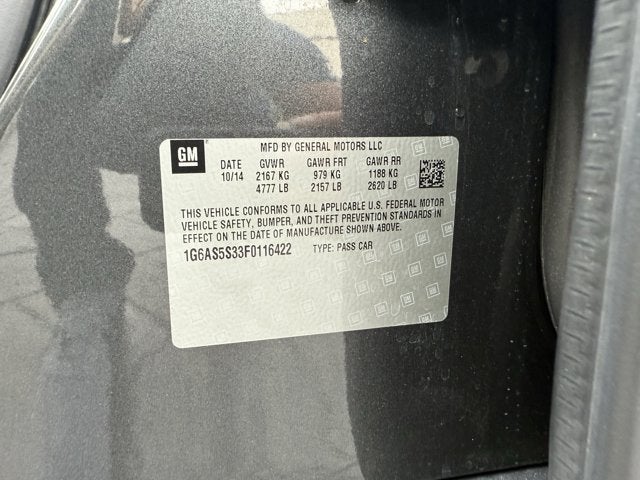 GM
MFD BY GENERAL MOTORS LLC
DATE GVWR GAWR FRT GAWR RR
10/14 2167 KG 979 KG 1188 KG
4777 LB 2157 LB 2620 LB
THIS VEHICLE CONFORMS TO ALL APPLICABLE U.S. FEDERAL MOTOR
VEHICLE SAFETY, BUMPER, AND THEFT PREVENTION STANDARDS IN
EFFECT ON THE DATE OF MANUFACTURE SHOWN ABOVE.
1G6AS5S33F0116422 TYPE: PASS CAR